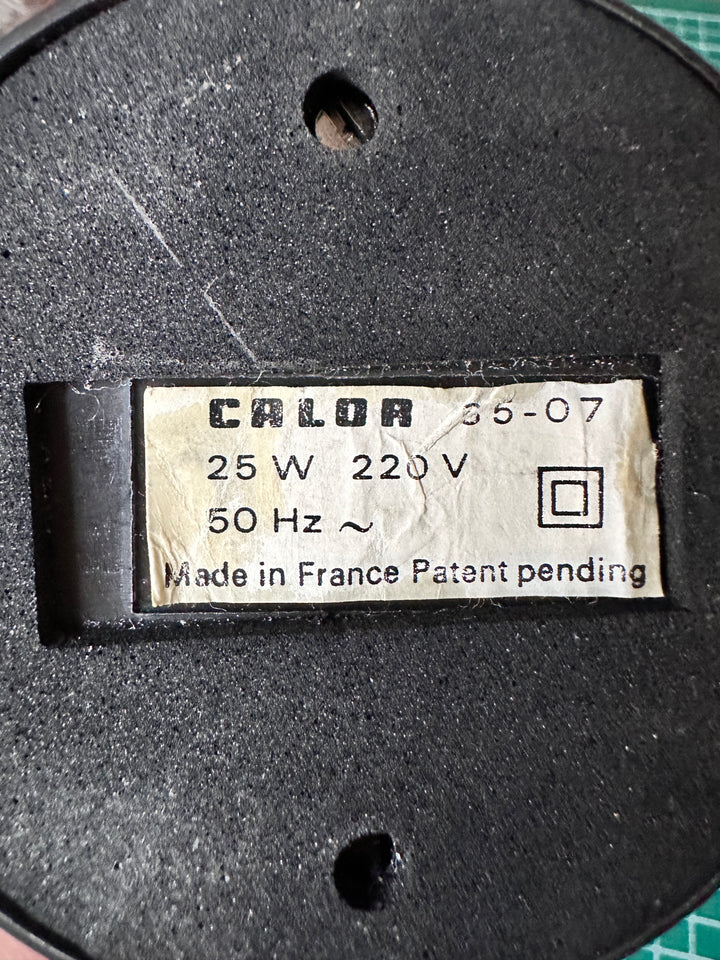 CALOR 35-07
25 W 220 V
50 Hz ~
Made in France Patent pending